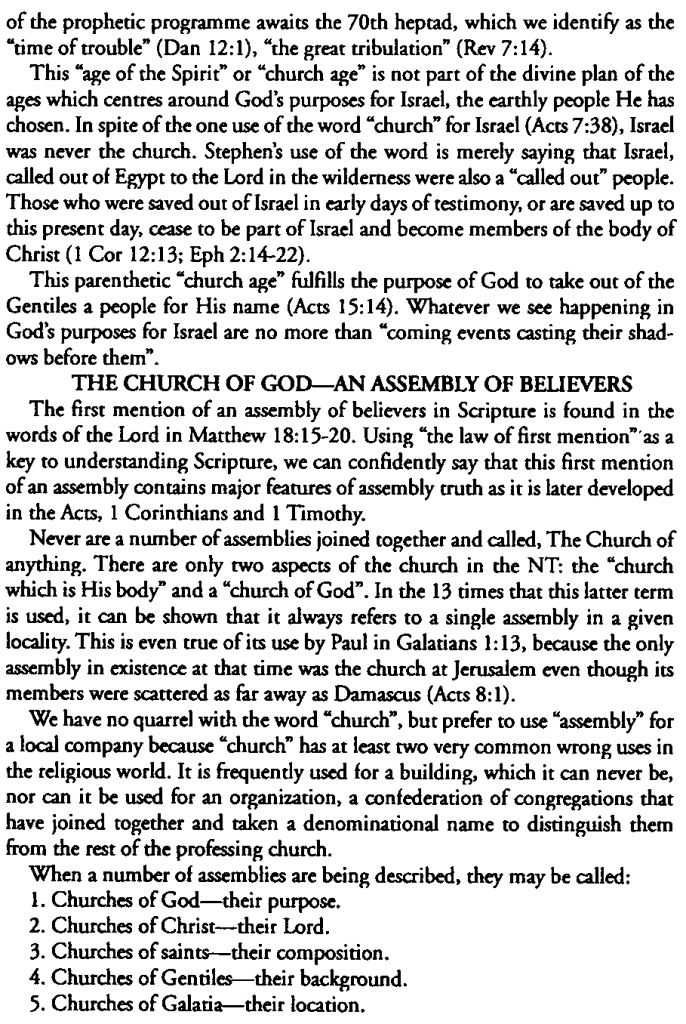 of the prophetic programme awaits the 70th heptad, which we identify as the
“time of trouble” (Dan 12:1), “the great tribulation” (Rev 7:14).
This “age of the Spirit” or “church age” is not part of the divine plan of the
ages which centres around God’s purposes for Israel, the earthly people He has
chosen. In spite of the one use of the word “church” for Israel (Acts 7:38), Israel
was never the church. Stephen’s use of the word is merely saying that Israel,
called out of Egypt to the Lord in the wilderness were also a “called out” people.
Those who were saved out of Israel in early days of testimony, or are saved up to
this present day, cease to be part of Israel and become members of the body of
Christ (1 Cor 12:13; Eph 2:14-22).
This parenthetic “church age” fulfills the purpose of God to take out of the
Gentiles a people for His name (Acts 15:14). Whatever we see happening in
God’s purposes for Israel are no more than “coming events casting their shad-
ows before them”.
THE CHURCH OF GOD—AN ASSEMBLY OF BELIEVERS
The first mention of an assembly of believers in Scripture is found in the
words of the Lord in Matthew 18:15-20. Using “the law of first mention” as a
key to understanding Scripture, we can confidently say that this first mention
of an assembly contains major features of assembly truth as it is later developed
in the Acts, 1 Corinthians and 1 Timothy.
Never are a number of assemblies joined together and called, The Church of
anything. There are only two aspects of the church in the NT: the “church
which is His body” and a “church of God”. In the 13 times that this latter term
is used, it can be shown that it always refers to a single assembly in a given
locality. This is even true of its use by Paul in Galatians 1:13, because the only
assembly in existence at that time was the church at Jerusalem even though its
members were scattered as far away as Damascus (Acts 8:1).
We have no quarrel with the word “church”, but prefer to use “assembly” for
a local company because “church” has at least two very common wrong uses in
the religious world. It is frequently used for a building, which it can never be,
nor can it be used for an organization, a confederation of congregations that
have joined together and taken a denominational name to distinguish them
from the rest of the professing church.
When a number of assemblies are being described, they may be called:
1. Churches of God—their purpose.
2. Churches of Christ—their Lord.
3. Churches of saints—their composition.
4. Churches of Gentiles—their background.
5. Churches of Galatia—their location.